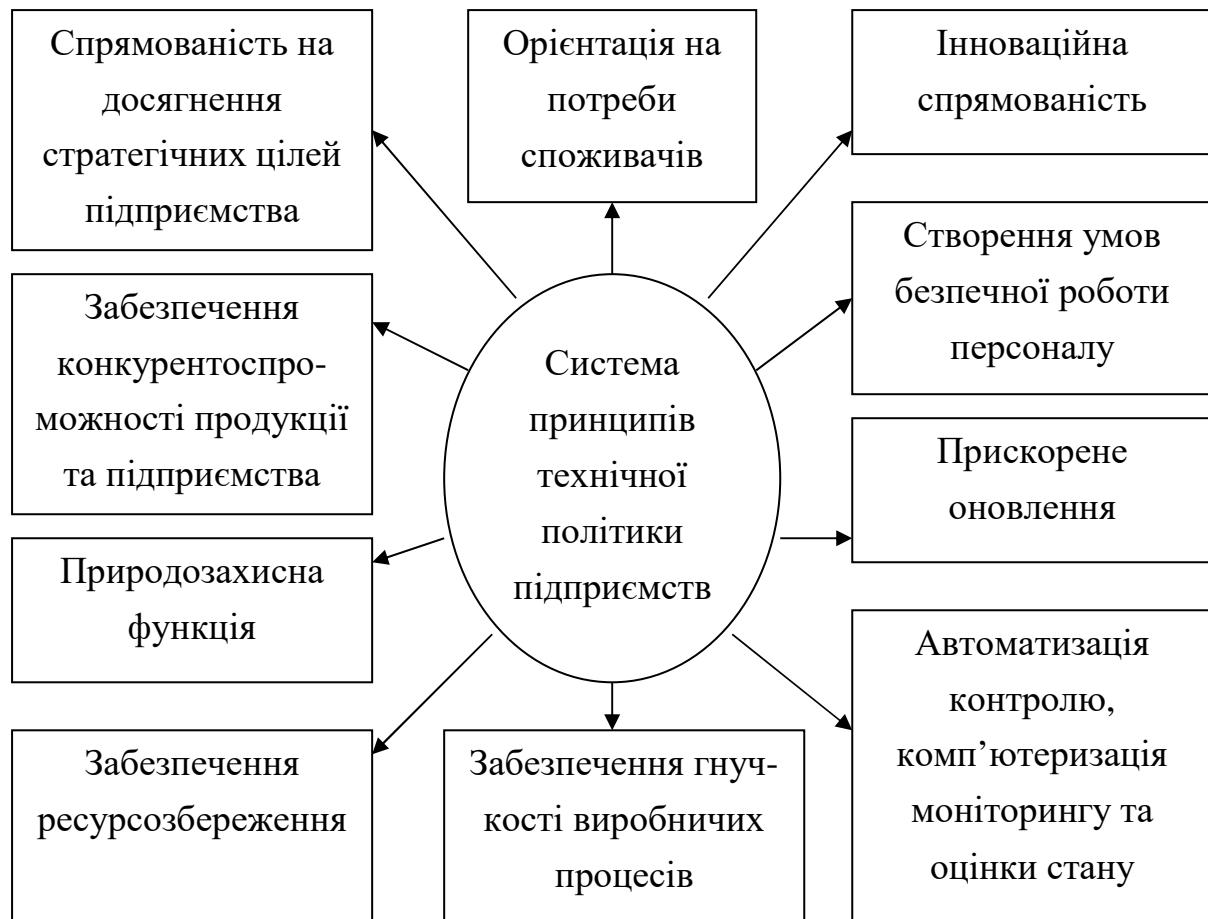 Спрямованість на
досягнення
стратегічних цілей
підприємства
Орієнтація на
потреби
споживачів
Інноваційна
спрямованість
Забезпечення
конкурентоспро-
можності продукції
та підприємства
Система
принципів
технічної
політики
підприємств
Створення умов
безпечної роботи
персоналу
Прискорене
оновлення
Природозахисна
функція
Забезпечення
ресурсозбереження
Забезпечення гнуч-
кості виробничих
процесів
Автоматизація
контролю,
комп’ютеризація
моніторингу та
оцінки стану